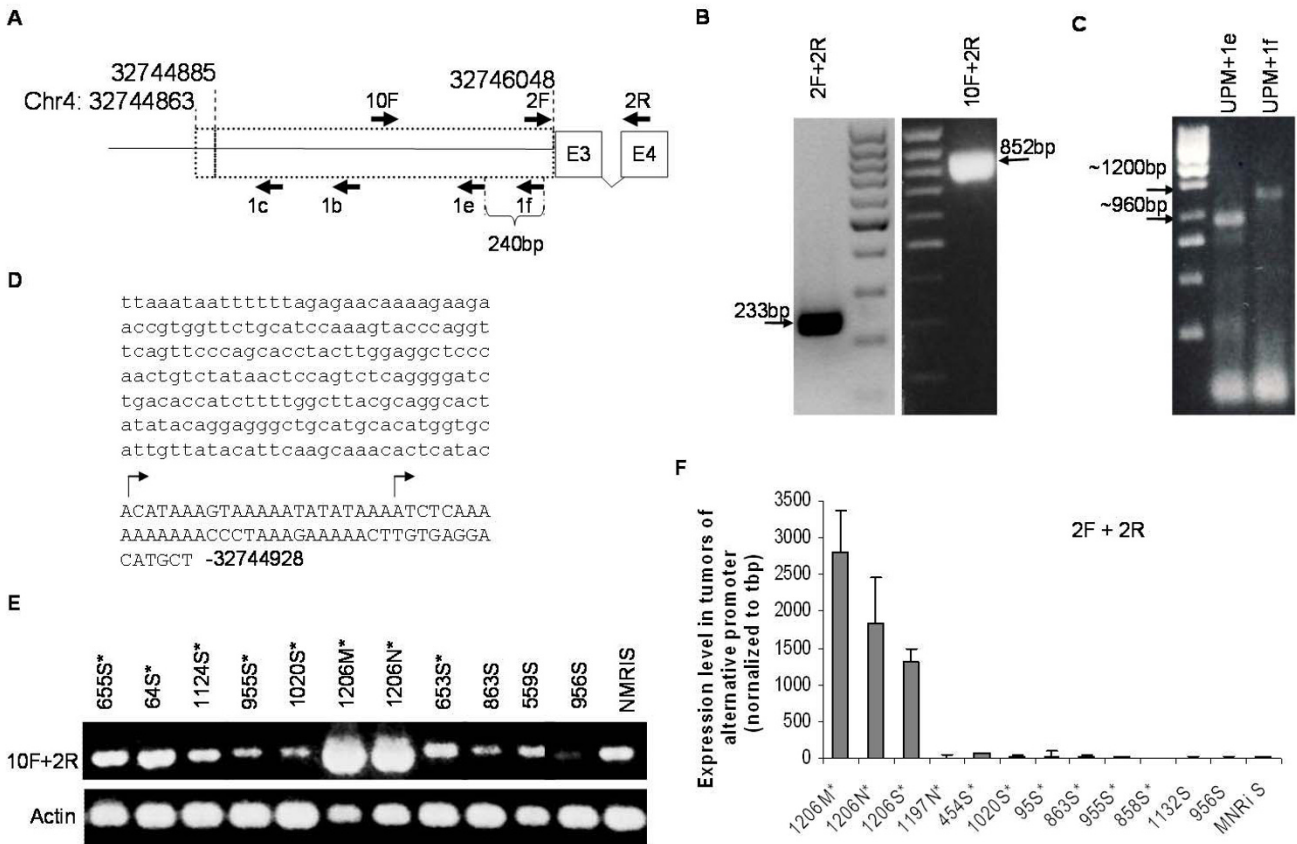 A
32744885
Chr4: 32744863
32746048
10F
2F
2R
E3
E4
1c
1b
1e
1f
240bp
B
2F+2R
10F+2R
233bp
852bp
C
UPM+1e
UPM+1f
~1200bp
~960bp
D
ttaaataattttttagagaacaaaagaaga
accgtggttctgcatccaaagtacccaggt
tcagttcccagcacctacttggaggctccc
aactgtctataactccagtctcaggggatc
tgacaccatcttttggcttacgcaggcact
atatacaggagggctgcatgcacatggtgc
attgttatacattcaagcaaacactcatac
ACATAAAGTAAAAATATATAAAATCTCAAA
AAAAAAACCCTAAAGAAAAACTTGTGAGGA
CATGCT -32744928
E
655S*
64S*
1124S*
955S*
1020S*
1206M*
1206N*
653S*
863S
559S
956S
NMRIS
10F+2R
Actin
F
Expression level in tumors of
alternative promoter
(normalized to tbp)
3500
3000
2500
2000
1500
1000
500
0
2F + 2R
1206M*
1206N*
1206S*
1197N*
454S*
1020S*
95S*
863S*
955S*
858S*
1132S
956S
MNRi S